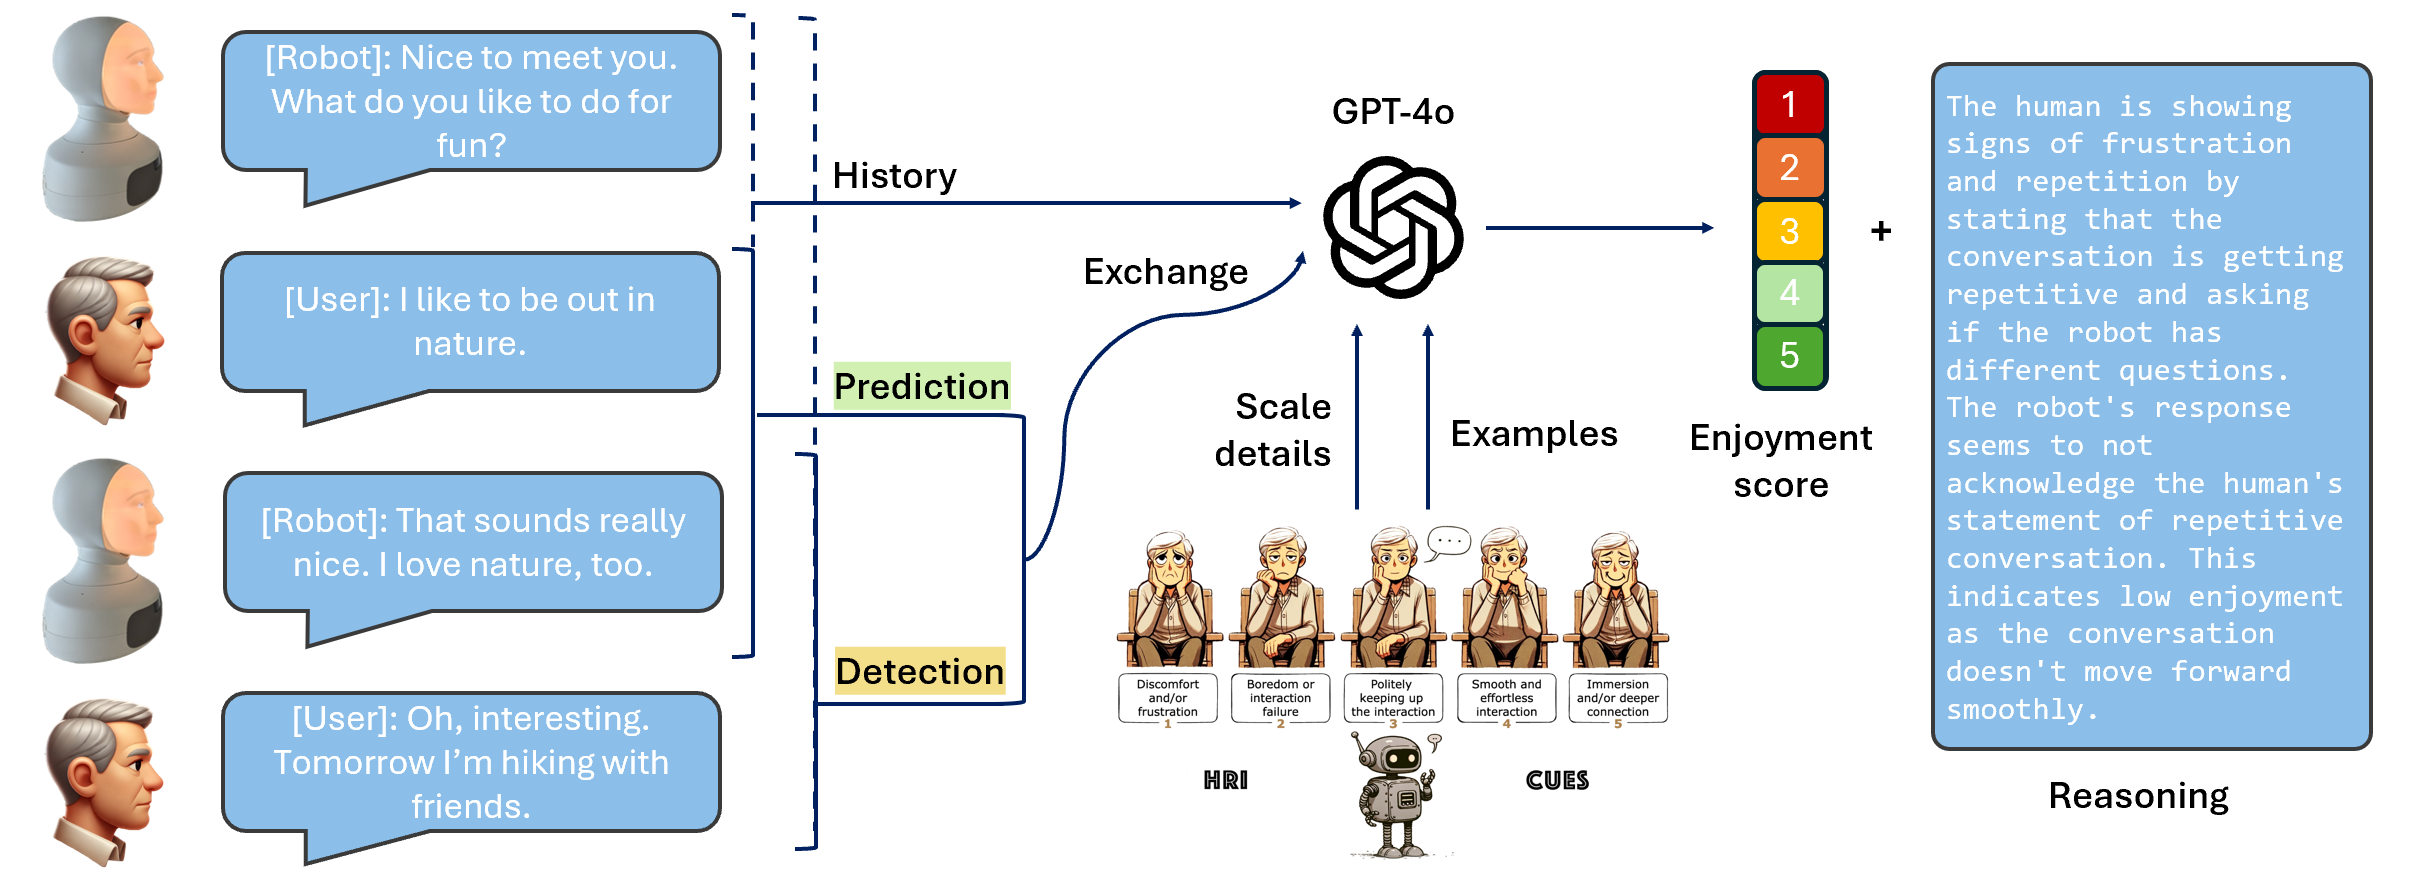 [Robot]: Nice to meet you.
What do you like to do for
fun?
[User]: I like to be out in
nature.
[Robot]: That sounds really
nice. I love nature, too.
[User]: Oh, interesting.
Tomorrow I’m hiking with
friends.
History
Exchange
Prediction
Detection
GPT-4o
Scale
details
Examples
Discomfort
and/or
frustration
1
Boredom or
interaction
failure
2
...
Politely
keeping up
the interaction
3
Smooth and
effortless
interaction
4
Immersion
and/or deeper
connection
5
HRI
CUES
1
2
3
4
5
Enjoyment
score
+
The human is showing
signs of frustration
and repetition by
stating that the
conversation is getting
repetitive and asking
if the robot has
different questions.
The robot's response
seems to not
acknowledge the human's
statement of repetitive
conversation. This
indicates low enjoyment
as the conversation
doesn't move forward
smoothly.
Reasoning